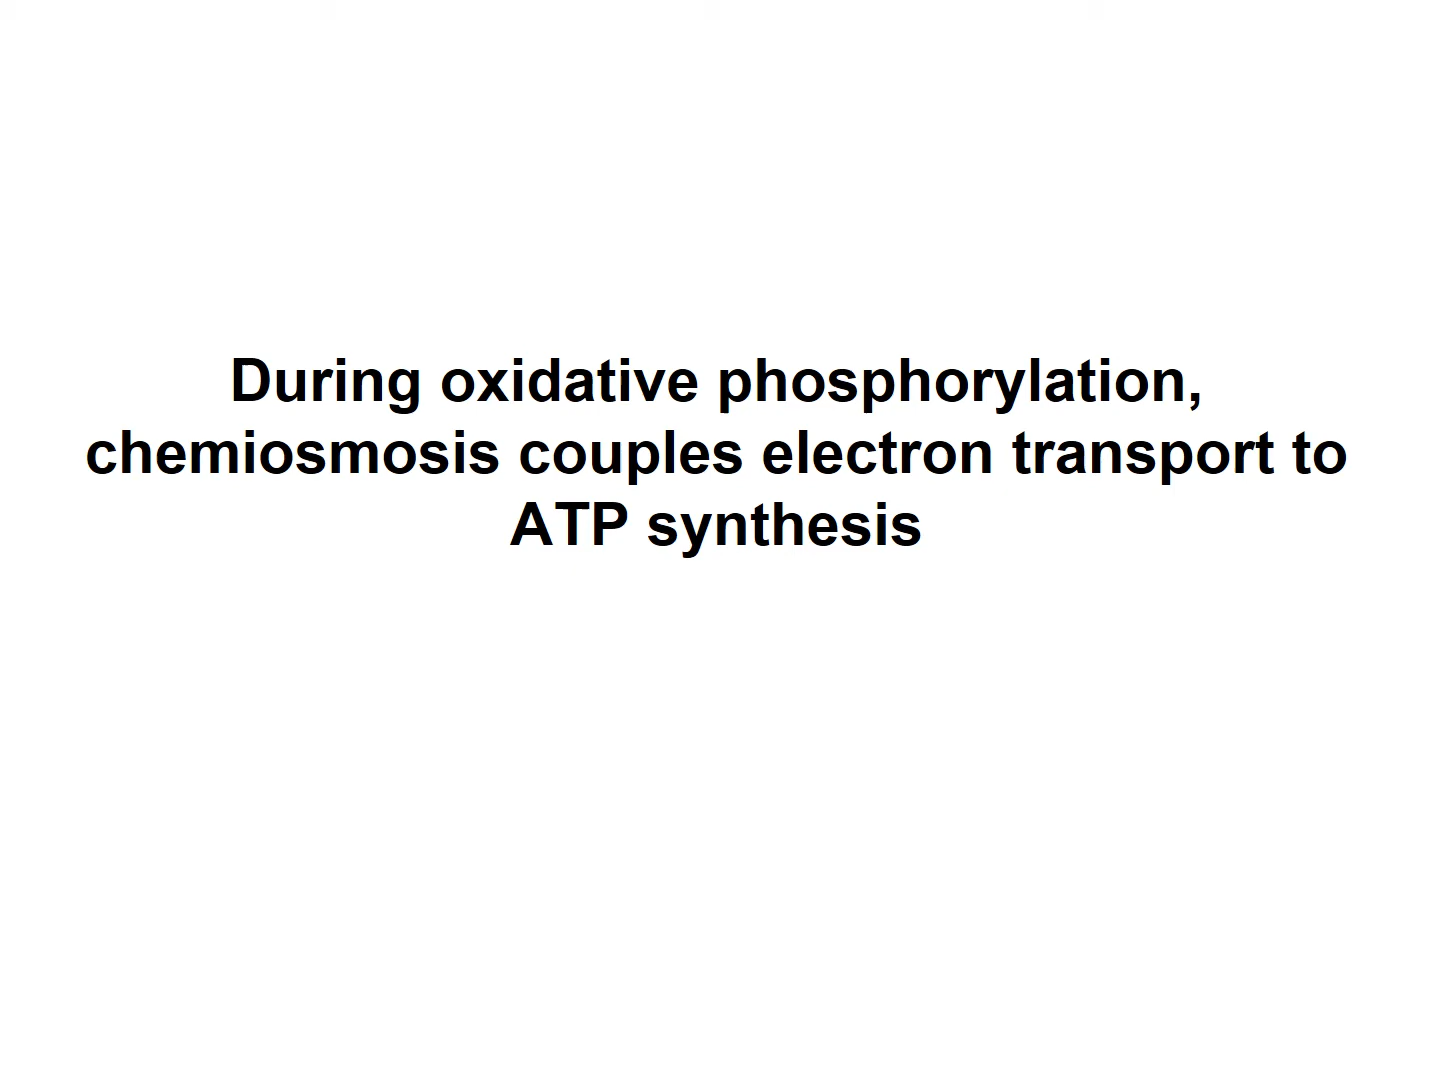 During oxidative phosphorylation,
chemiosmosis couples electron transport to
ATP synthesis